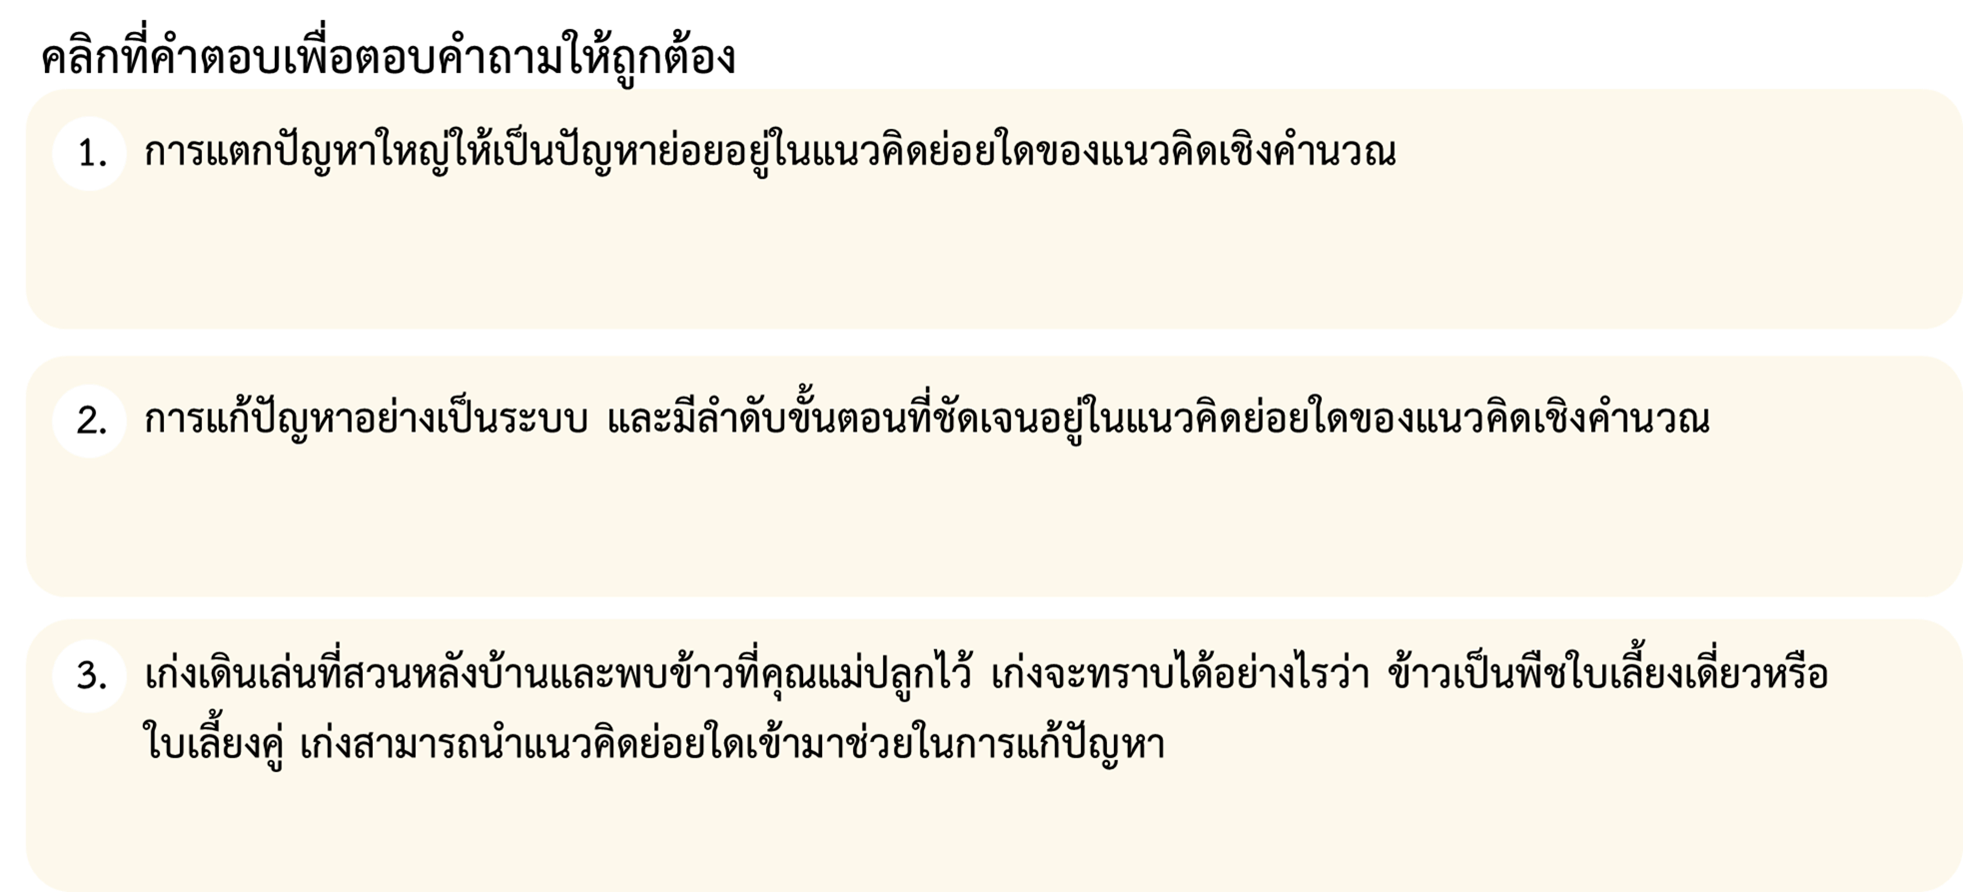 คลิกที่คำตอบเพื่อตอบคำถามให้ถูกต้อง
1. การแตกปัญหาใหญ่ให้เป็นปัญหาย่อยอยู่ในแนวคิดย่อยใดของแนวคิดเชิงคำนวณ
2. การแก้ปัญหาอย่างเป็นระบบ และมีลำดับขั้นตอนที่ชัดเจนอยู่ในแนวคิดย่อยใดของแนวคิดเชิงคำนวณ
3. เก่งเดินเล่นที่สวนหลังบ้านและพบข้าวที่คุณแม่ปลูกไว้ เก่งจะทราบได้อย่างไรว่า ข้าวเป็นพืชใบเลี้ยงเดี่ยวหรือ
ใบเลี้ยงคู่ เก่งสามารถนำแนวคิดย่อยใดเข้ามาช่วยในการแก้ปัญหา